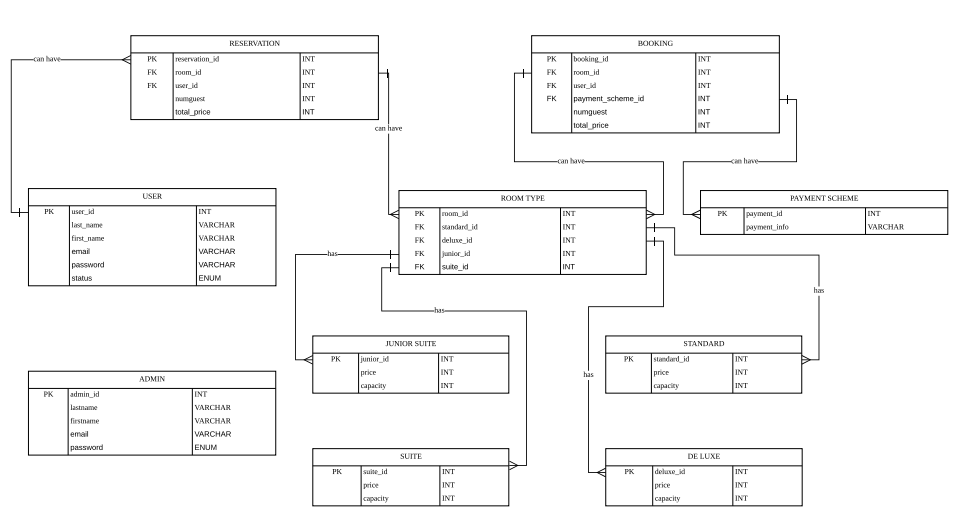 RESERVATION
PK reservation_id INT
FK room_id INT
FK user_id INT
numguest INT
total_price INT
BOOKING
PK booking_id INT
FK room_id INT
FK user_id INT
FK payment_scheme_id INT
numguest INT
total_price INT
can have
can have
can have
can have
USER
PK user_id INT
last_name VARCHAR
first_name VARCHAR
email VARCHAR
password VARCHAR
status ENUM
ROOM TYPE
PK room_id INT
FK standard_id INT
FK deluxe_id INT
FK junior_id INT
FK suite_id INT
PAYMENT SCHEME
PK payment_id INT
payment_info VARCHAR
has
has
has
has
JUNIOR SUITE
PK junior_id INT
price INT
capacity INT
STANDARD
PK standard_id INT
price INT
capacity INT
ADMIN
PK admin_id INT
lastname VARCHAR
firstname VARCHAR
email VARCHAR
password ENUM
SUITE
PK suite_id INT
price INT
capacity INT
DE LUXE
PK deluxe_id INT
price INT
capacity INT